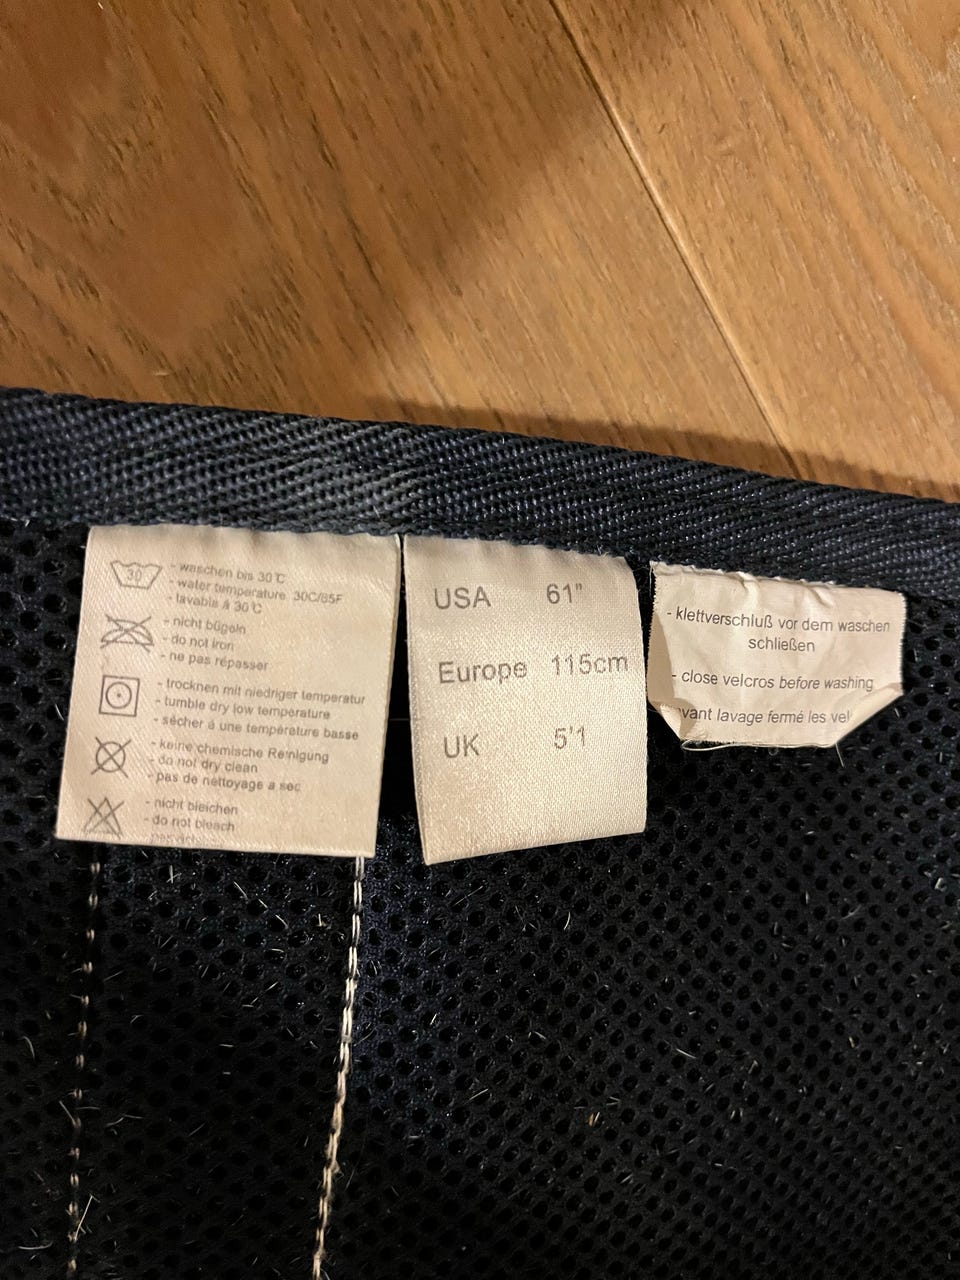 30
- waschen bis 30°C
- water temperature 30C/85F
- lavable á 30°C
- nicht bügeln
- do not iron
- ne pas répasser
- trocknen mit niedriger temperatur
- tumble dry low temperature
- sécher á une température basse
- keine chemische Reinigung
- do not dry clean
- pas de nettoyage a sec
- nicht bleichen
- do not bleach
USA 61"
Europe 115cm
UK 5'1
- klettverschluß vor dem waschen
schließen
- close velcros before washing
vant lavage fermé les vel